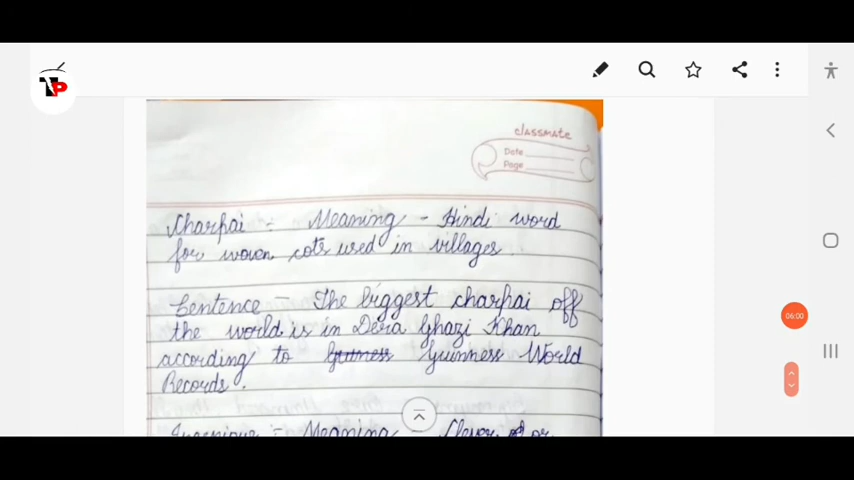 classmate
Date
Page
Charpai :- Meaning - Hindi word
for woven cots used in villages.
Sentence - The biggest charpai off
the world is in Dera Ghazi Khan
according to Guinness World
Records.
Meaning - Clever or
06:00